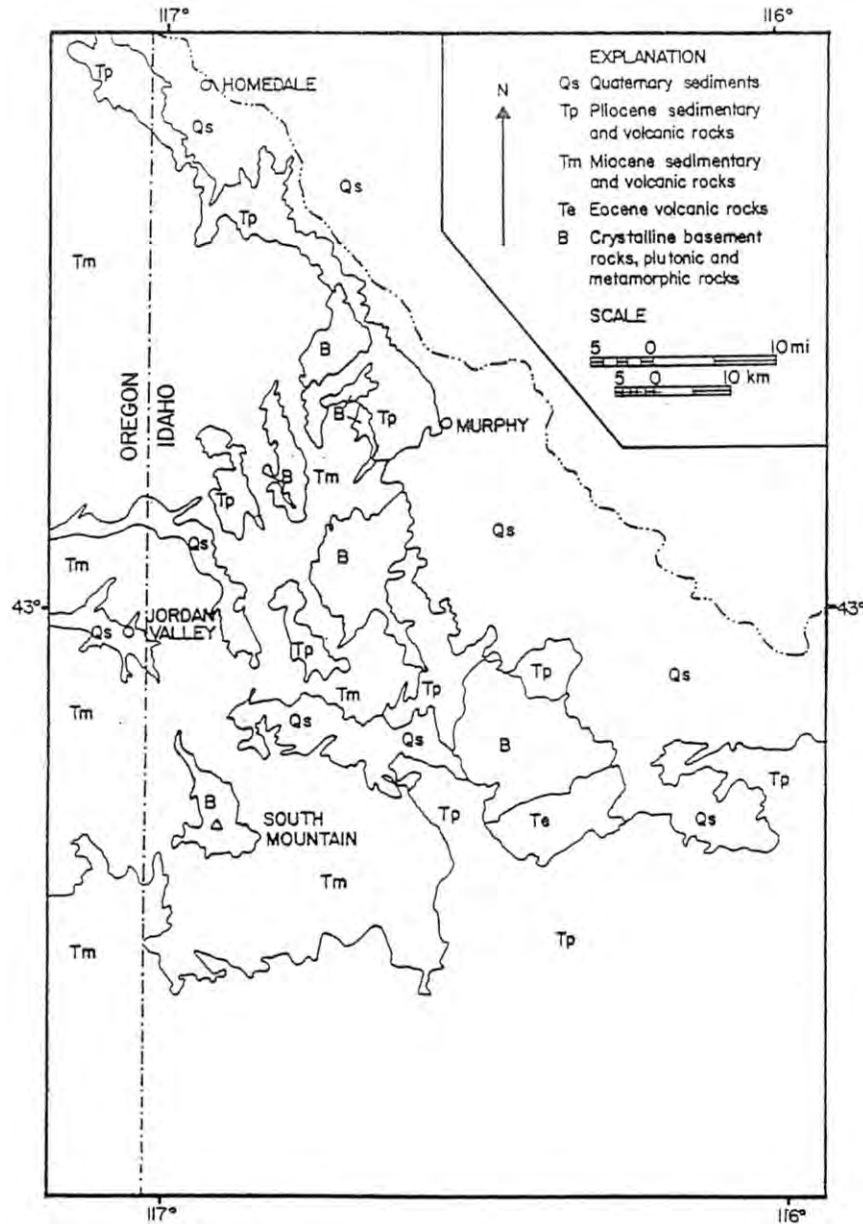 117°
116°
EXPLANATION
Qs Quaternary sediments
Tp Pliocene sedimentary
and volcanic rocks
Tm Miocene sedimentary
and volcanic rocks
Te Eocene volcanic rocks
B Crystalline basement
rocks, plutonic and
metamorphic rocks
SCALE
5 0 10 mi
5 0 10 km
N
Tp
HOMEDALE
Qs
Qs
Tp
Tm
B
B
Tp
MURPHY
OREGON
IDAHO
B
Tm
Tp
Qs
Qs
Tm
B
43°
43°
JORDAN
VALLEY
Qs
Tp
Tp
Tm
Tp
Qs
Tm
Qs
Qs
B
Tp
B
SOUTH
MOUNTAIN
Tp
Te
Qs
Tm
Tm
Tp
117°
116°